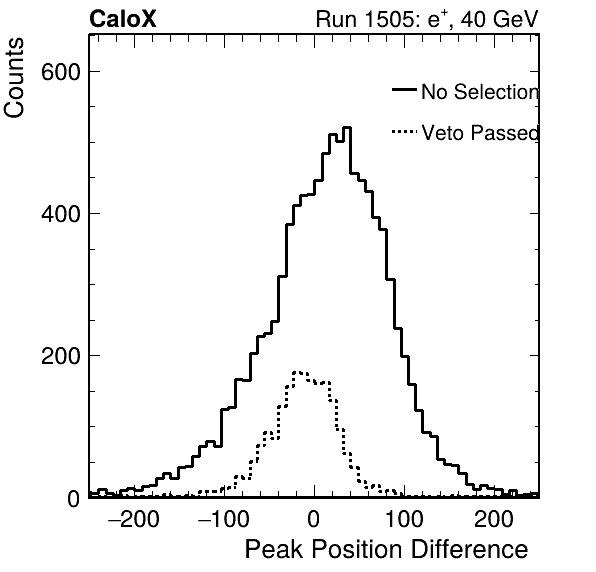 CaloX Run 1505: e⁺, 40 GeV
Counts
600
400
200
0
No Selection
Veto Passed
−200 −100 0 100 200
Peak Position Difference